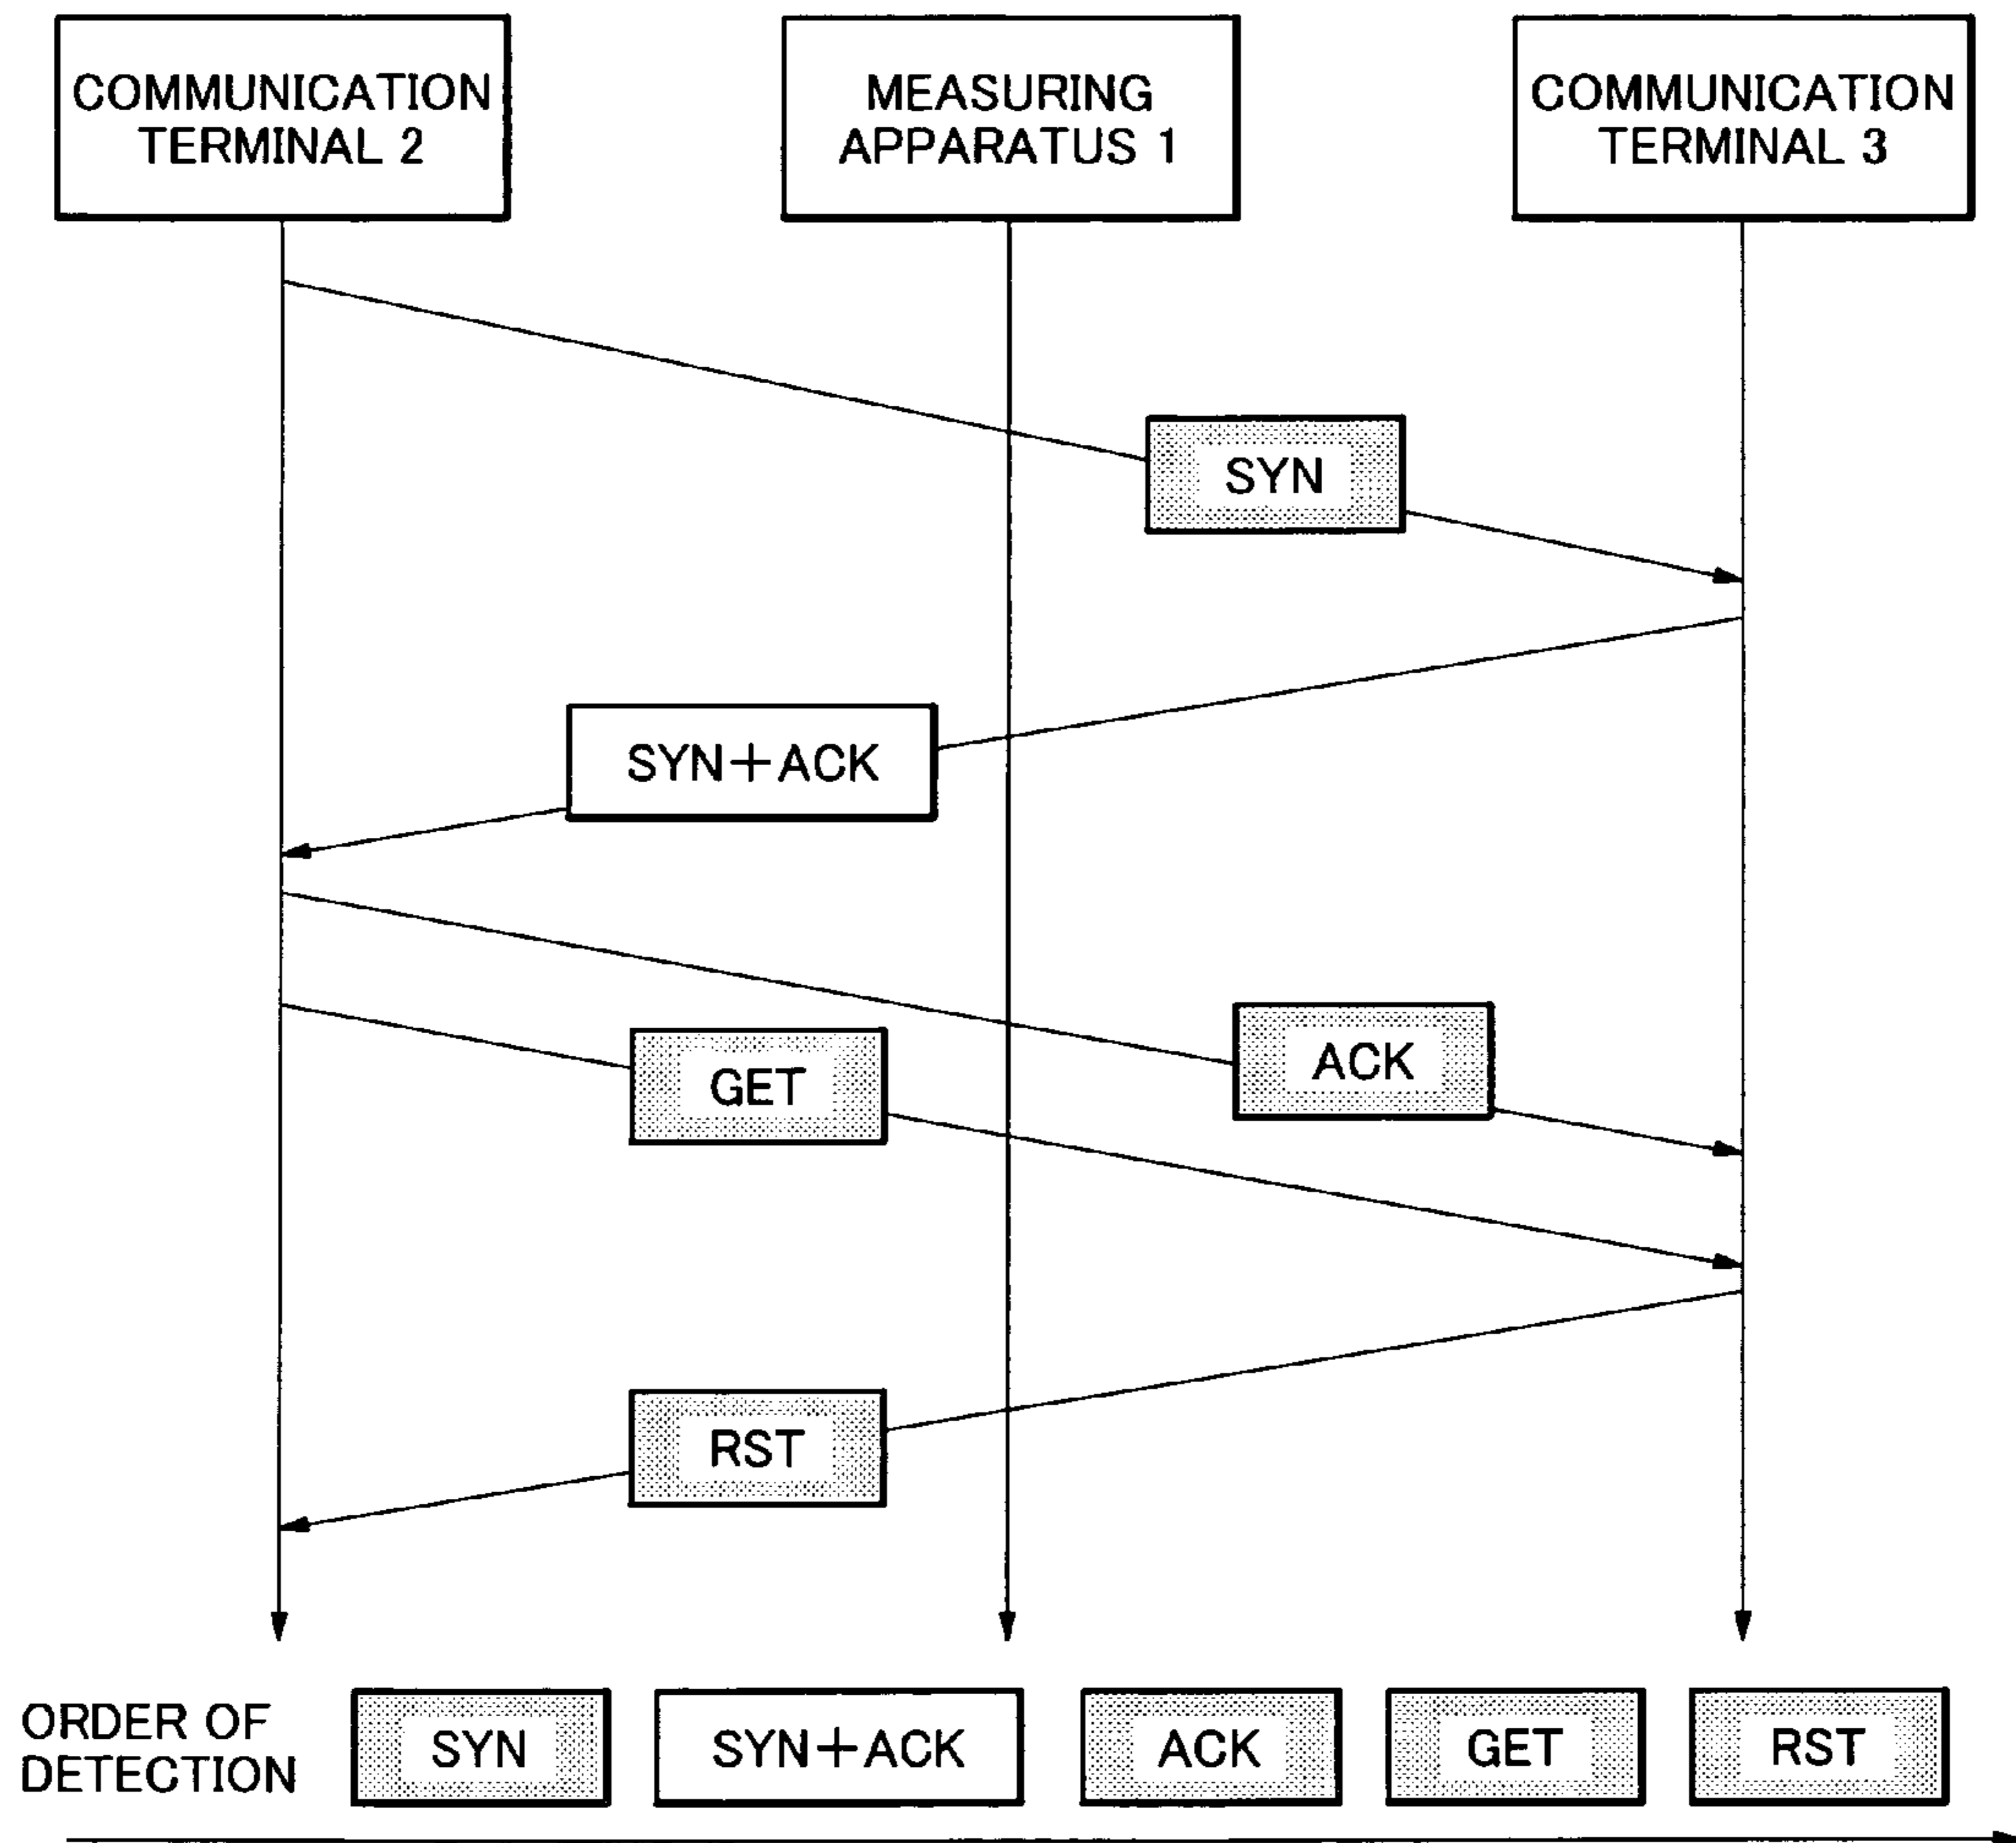 COMMUNICATION
TERMINAL 2
MEASURING
APPARATUS 1
COMMUNICATION
TERMINAL 3
SYN
SYN+ACK
ACK
GET
RST
ORDER OF
DETECTION
SYN
SYN+ACK
ACK
GET
RST